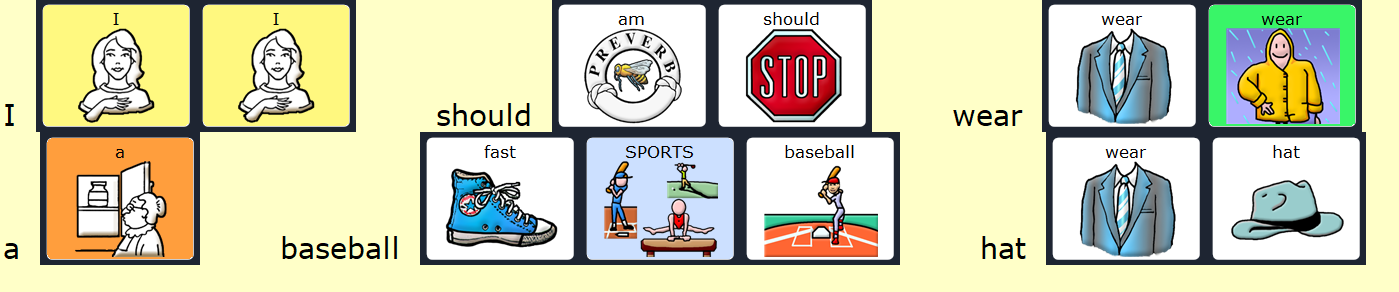 I I I should am should wear wear wear
PREVERB STOP
a a baseball fast SPORTS baseball hat wear hat